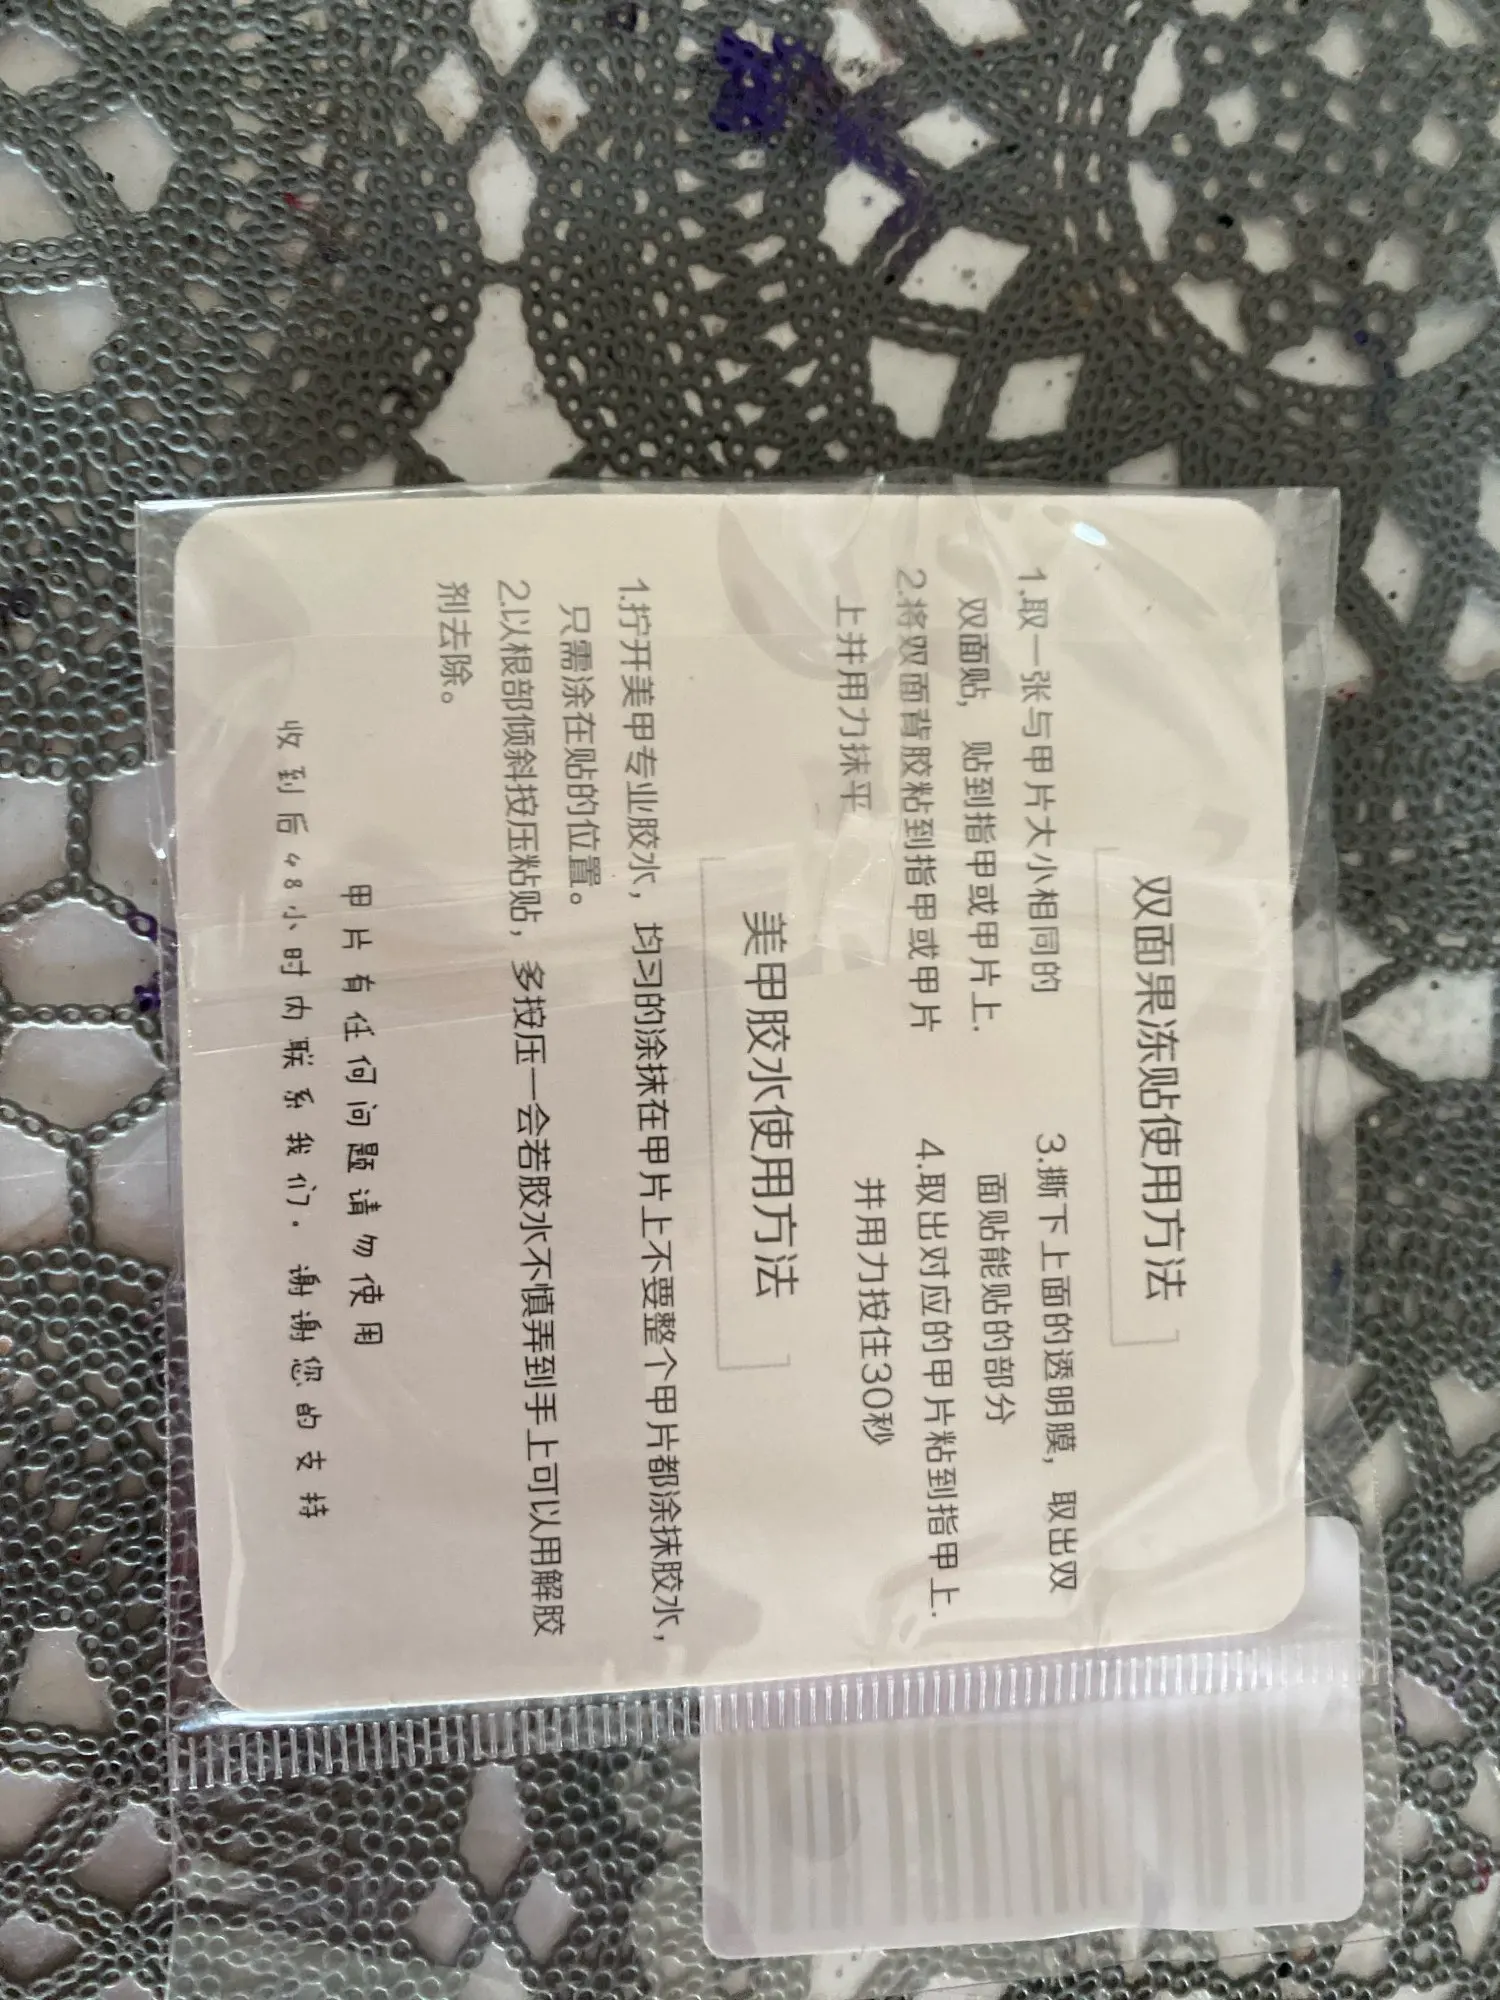 双面果冻贴使用方法
1.取一张与甲片大小相同的
双面贴，贴到指甲或甲片上.
2.将双面背胶粘到指甲或甲片
上并用力抹平
3.撕下上面的透明膜，取出双
面贴能贴的部分
4.取出对应的甲片粘到指甲上.
并用力按住30秒
美甲胶水使用方法
1.拧开美甲专业胶水，均习的涂抹在甲片上不要整个甲片都涂抹胶水，
只需涂在贴的位置。
2.以根部倾斜按压粘贴，多按压一会若胶水不慎弄到手上可以用解胶
剂去除。
甲片有任何问题请勿使用
收到后48小时内联系我们．谢谢您的支持